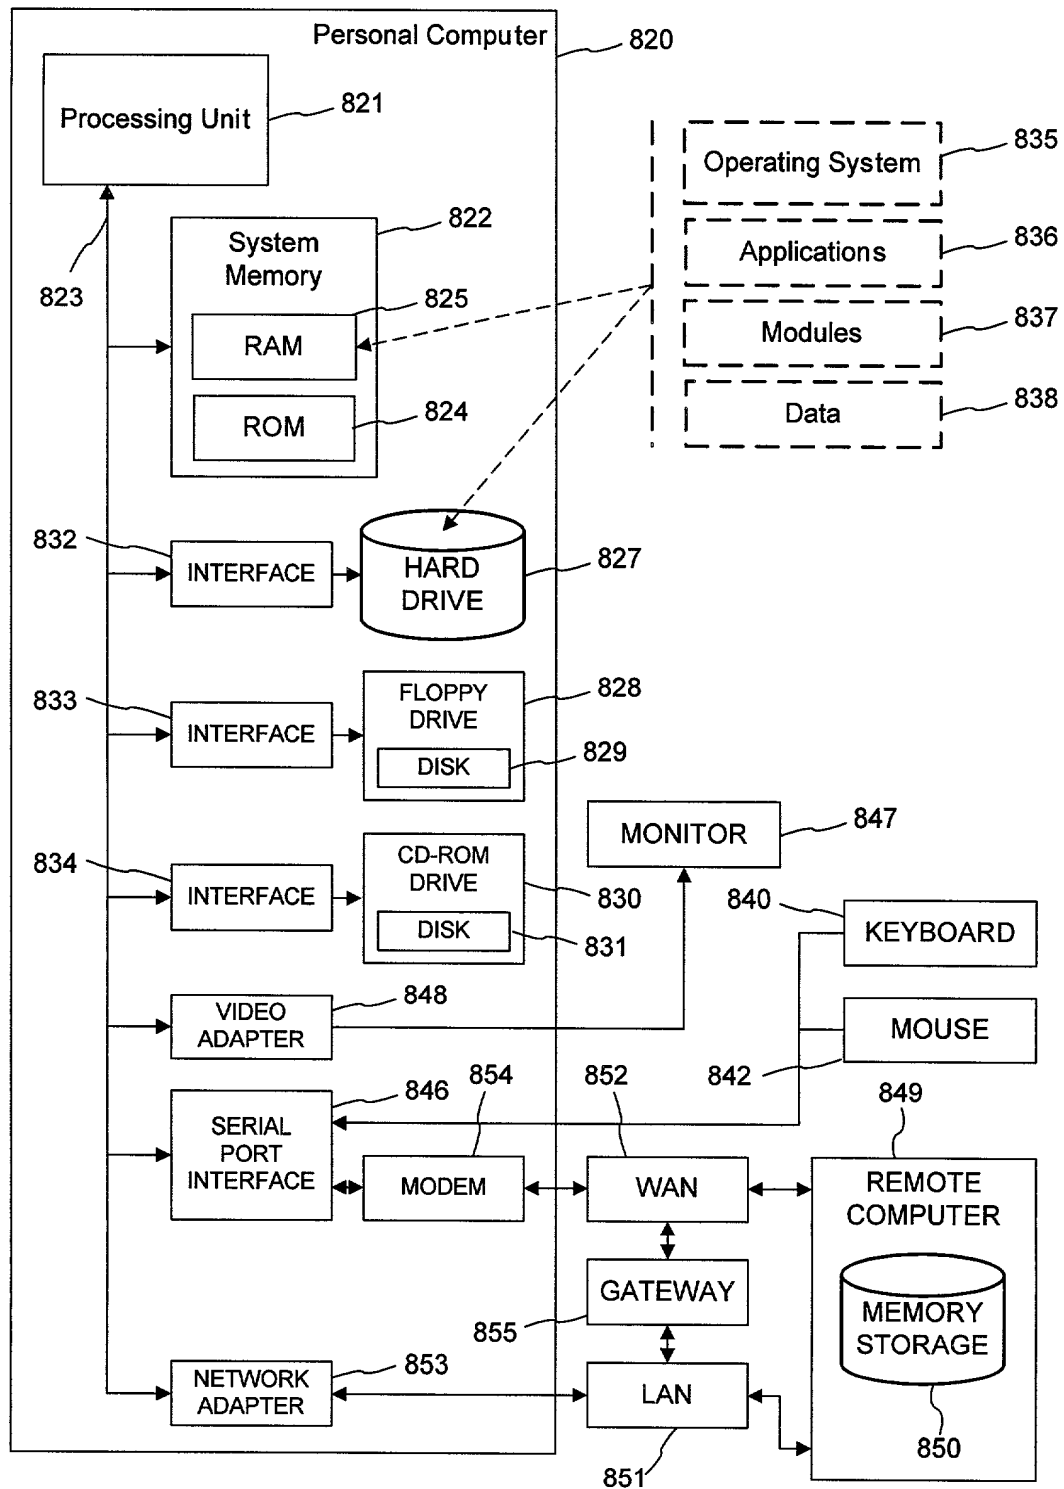 Personal Computer
820
Processing Unit
821
823
System
Memory
822
RAM
825
ROM
824
Operating System
835
Applications
836
Modules
837
Data
838
832
INTERFACE
HARD
DRIVE
827
833
INTERFACE
FLOPPY
DRIVE
828
DISK
829
834
INTERFACE
CD-ROM
DRIVE
830
DISK
831
MONITOR
847
840
KEYBOARD
MOUSE
842
VIDEO
ADAPTER
848
SERIAL
PORT
INTERFACE
846
MODEM
854
WAN
852
849
REMOTE
COMPUTER
MEMORY
STORAGE
850
GATEWAY
855
LAN
851
NETWORK
ADAPTER
853